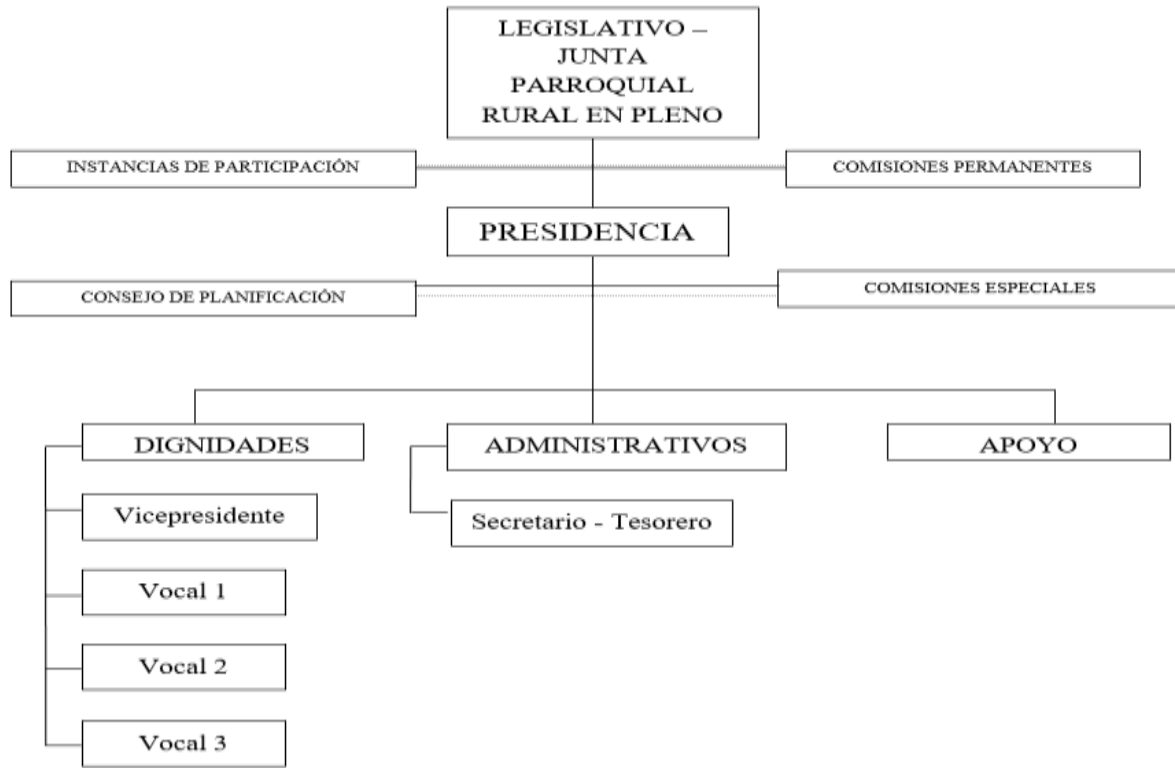 LEGISLATIVO –
JUNTA
PARROQUIAL
RURAL EN PLENO
INSTANCIAS DE PARTICIPACIÓN
COMISIONES PERMANENTES
PRESIDENCIA
CONSEJO DE PLANIFICACIÓN
COMISIONES ESPECIALES
DIGNIDADES
ADMINISTRATIVOS
APOYO
Vicepresidente
Secretario - Tesorero
Vocal 1
Vocal 2
Vocal 3